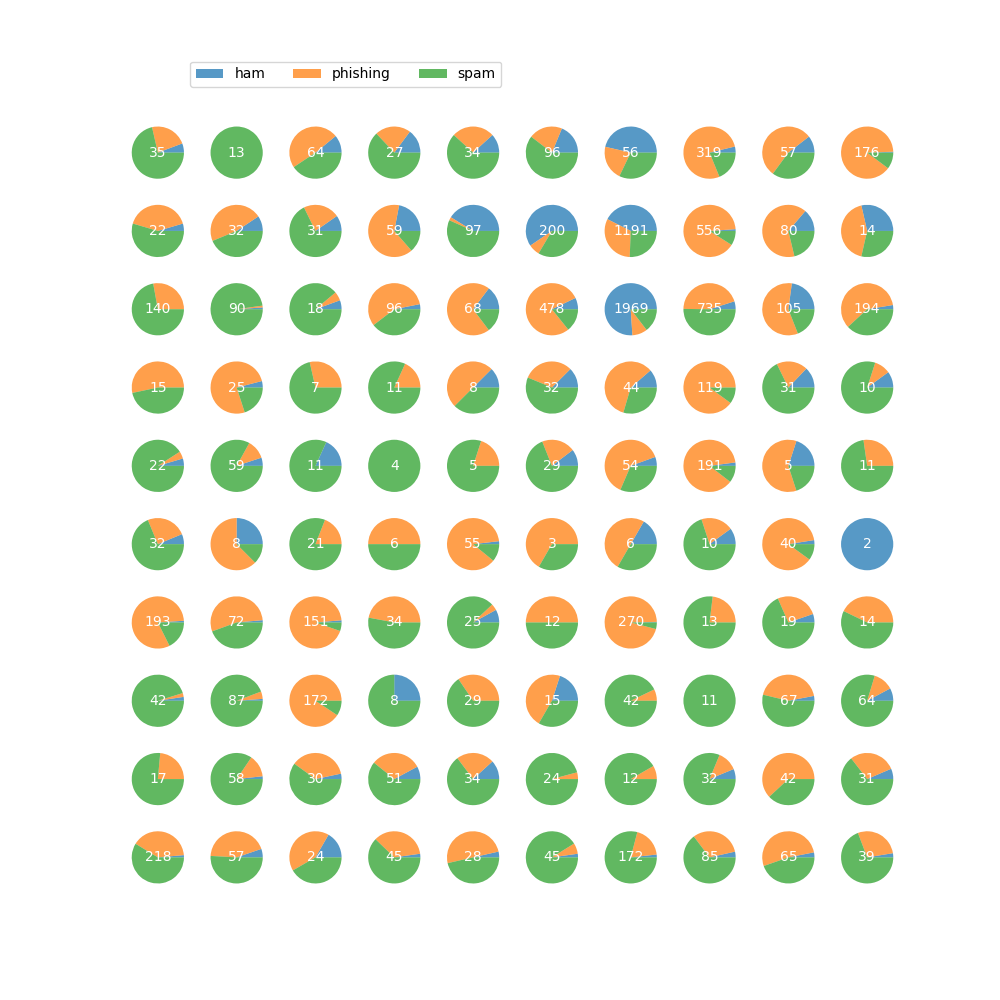 ham phishing spam
35 13 64 27 34 96 56 319 57 176
22 32 31 59 97 200 1191 556 80 14
140 90 18 96 68 478 1969 735 105 194
15 25 7 11 8 32 44 119 31 10
22 59 11 4 5 29 54 191 5 11
32 8 21 6 55 3 6 10 40 2
193 72 151 34 25 12 270 13 19 14
42 87 172 8 29 15 42 11 67 64
17 58 30 51 34 24 12 32 42 31
218 57 24 45 28 45 172 85 65 39